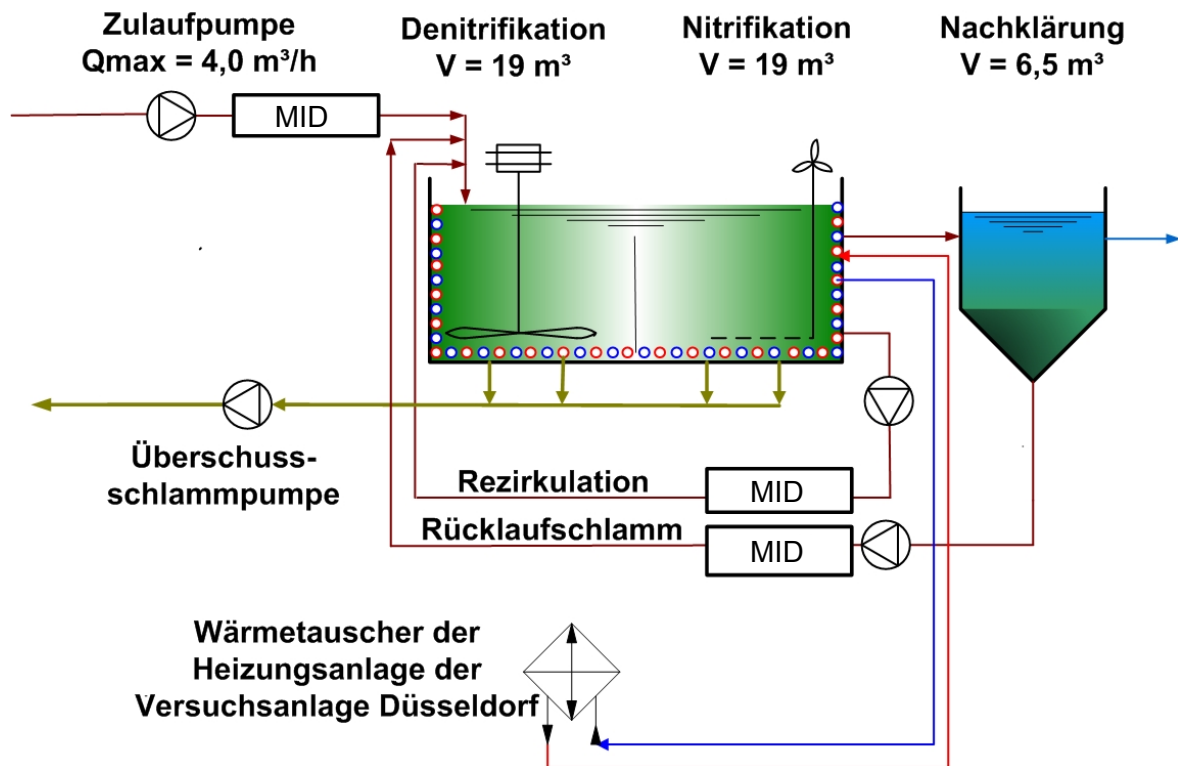 Zulaufpumpe
Qmax = 4,0 m³/h
Denitrifikation
V = 19 m³
Nitrifikation
V = 19 m³
Nachklärung
V = 6,5 m³
MID
Überschuss-
schlammpumpe
Rezirkulation
MID
Rücklaufschlamm
MID
Wärmetauscher der
Heizungsanlage der
Versuchsanlage Düsseldorf